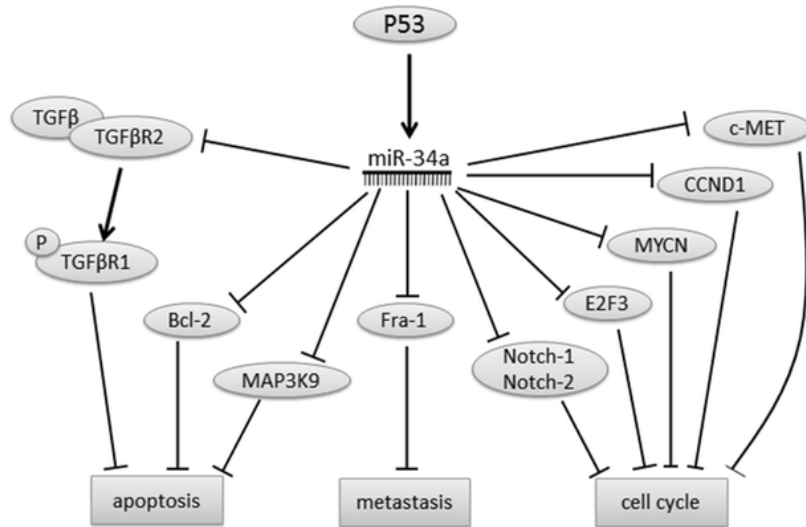 P53
TGFβ
TGFβR2
miR-34a
c-MET
CCND1
P
TGFβR1
MYCN
Bcl-2
Fra-1
E2F3
MAP3K9
Notch-1
Notch-2
apoptosis
metastasis
cell cycle